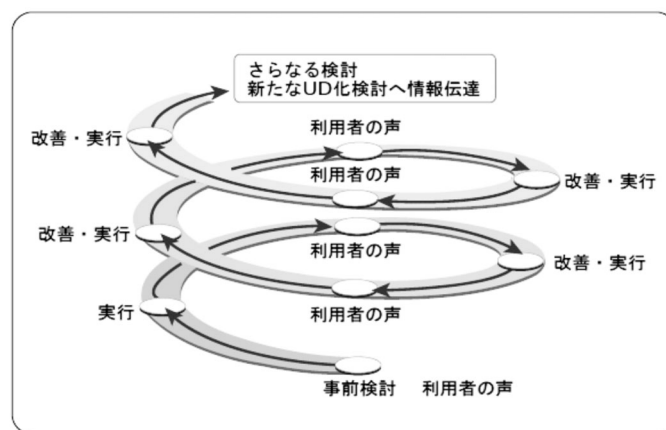 さらなる検討
新たなUD化検討へ情報伝達
利用者の声
改善・実行
利用者の声
改善・実行
改善・実行
利用者の声
改善・実行
実行
利用者の声
事前検討　利用者の声